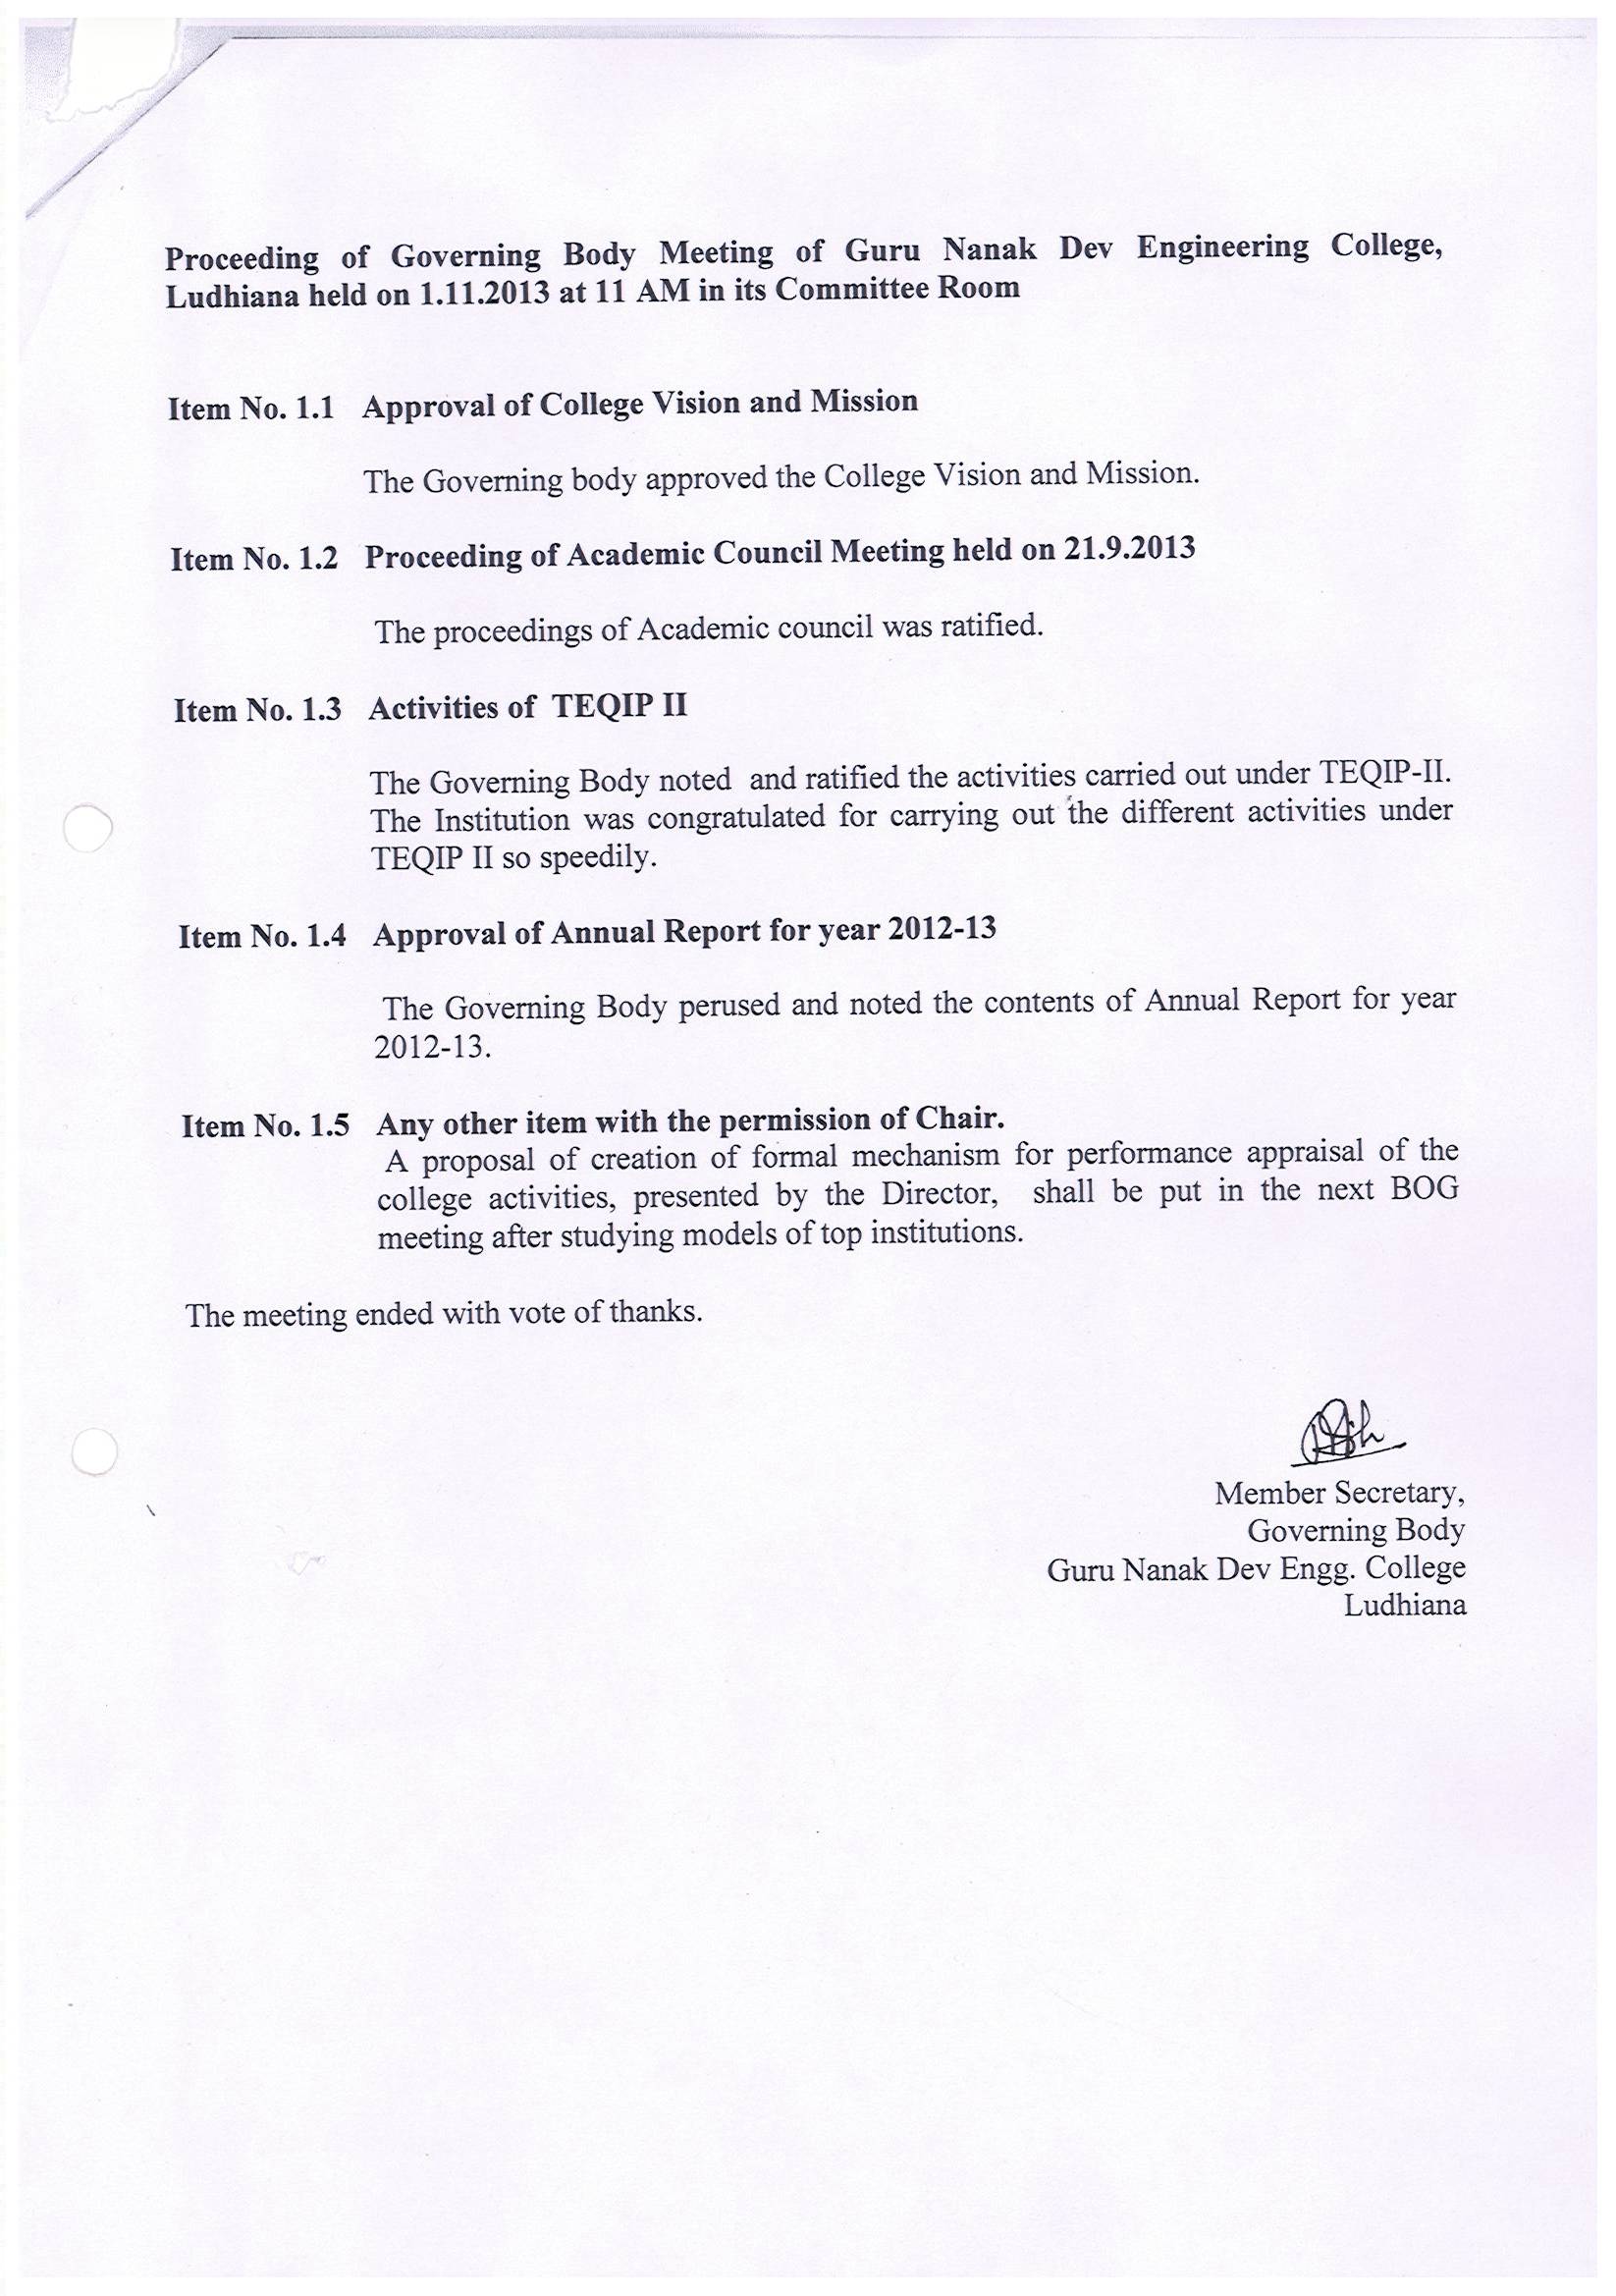 Proceeding of Governing Body Meeting of Guru Nanak Dev Engineering College,
Ludhiana held on 1.11.2013 at 11 AM in its Committee Room
Item No. 1.1 Approval of College Vision and Mission
The Governing body approved the College Vision and Mission.
Item No. 1.2 Proceeding of Academic Council Meeting held on 21.9.2013
The proceedings of Academic council was ratified.
Item No. 1.3 Activities of TEQIP II
The Governing Body noted and ratified the activities carried out under TEQIP-II.
The Institution was congratulated for carrying out the different activities under
TEQIP II so speedily.
Item No. 1.4 Approval of Annual Report for year 2012-13
The Governing Body perused and noted the contents of Annual Report for year
2012-13.
Item No. 1.5 Any other item with the permission of Chair.
A proposal of creation of formal mechanism for performance appraisal of the
college activities, presented by the Director, shall be put in the next BOG
meeting after studying models of top institutions.
The meeting ended with vote of thanks.
Member Secretary,
Governing Body
Guru Nanak Dev Engg. College
Ludhiana